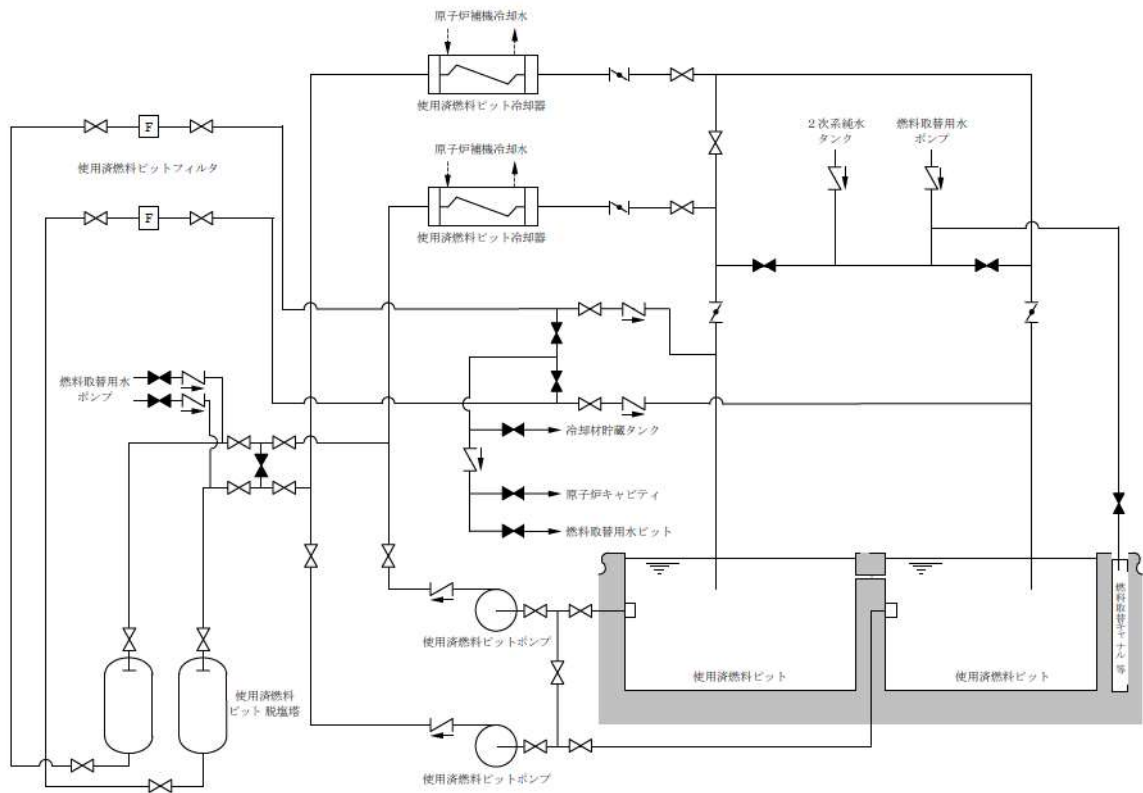 原子炉補機冷却水
使用済燃料ピット冷却器
F
使用済燃料ピットフィルタ
2次系純水
タンク
燃料取替用水
ポンプ
原子炉補機冷却水
F
使用済燃料ピット冷却器
燃料取替用水
ポンプ
冷却材貯蔵タンク
原子炉キャビティ
燃料取替用水ピット
使用済燃料ピットポンプ
燃料取替キャナル等
使用済燃料ピット
使用済燃料ピット
使用済燃料
ピット脱塩塔
使用済燃料ピットポンプ